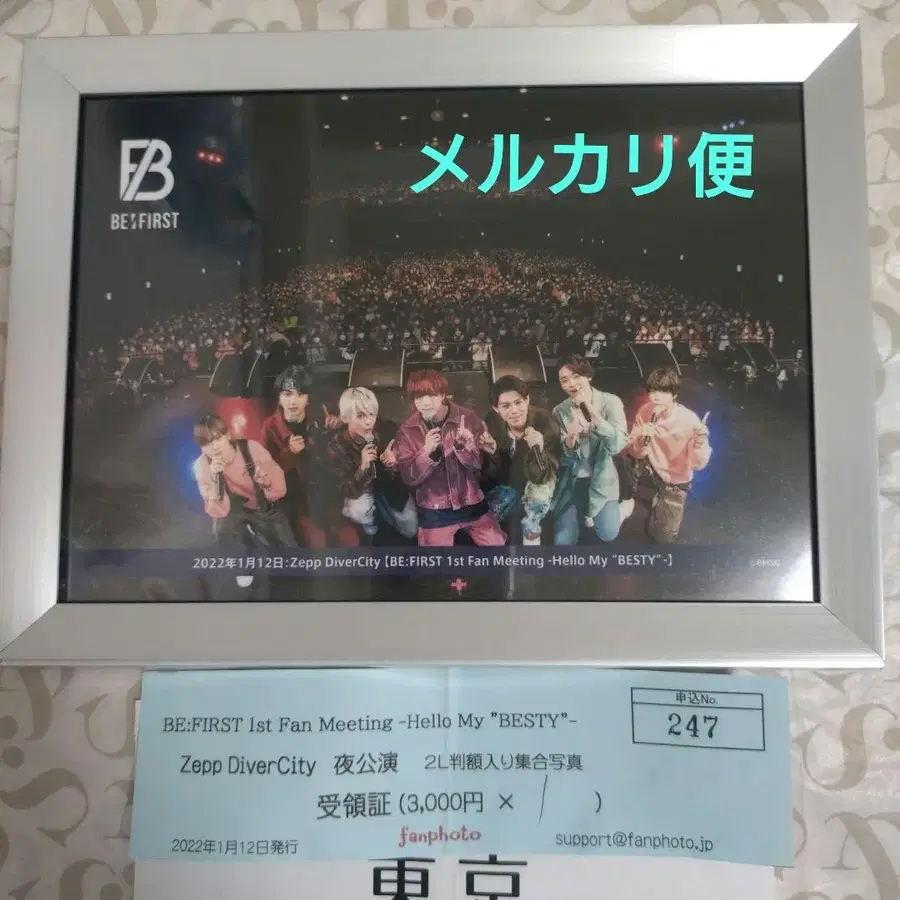 メルカリ便
BE:FIRST
2022年1月12日:Zepp DiverCity【BE:FIRST 1st Fan Meeting -Hello My "BESTY"-】
BE:FIRST 1st Fan Meeting -Hello My "BESTY"-
申込No.
247
Zepp DiverCity 夜公演 2L判額入り集合写真
受領証(3,000円 × / )
fanphoto
2022年1月12日発行
support@fanphoto.jp
東京